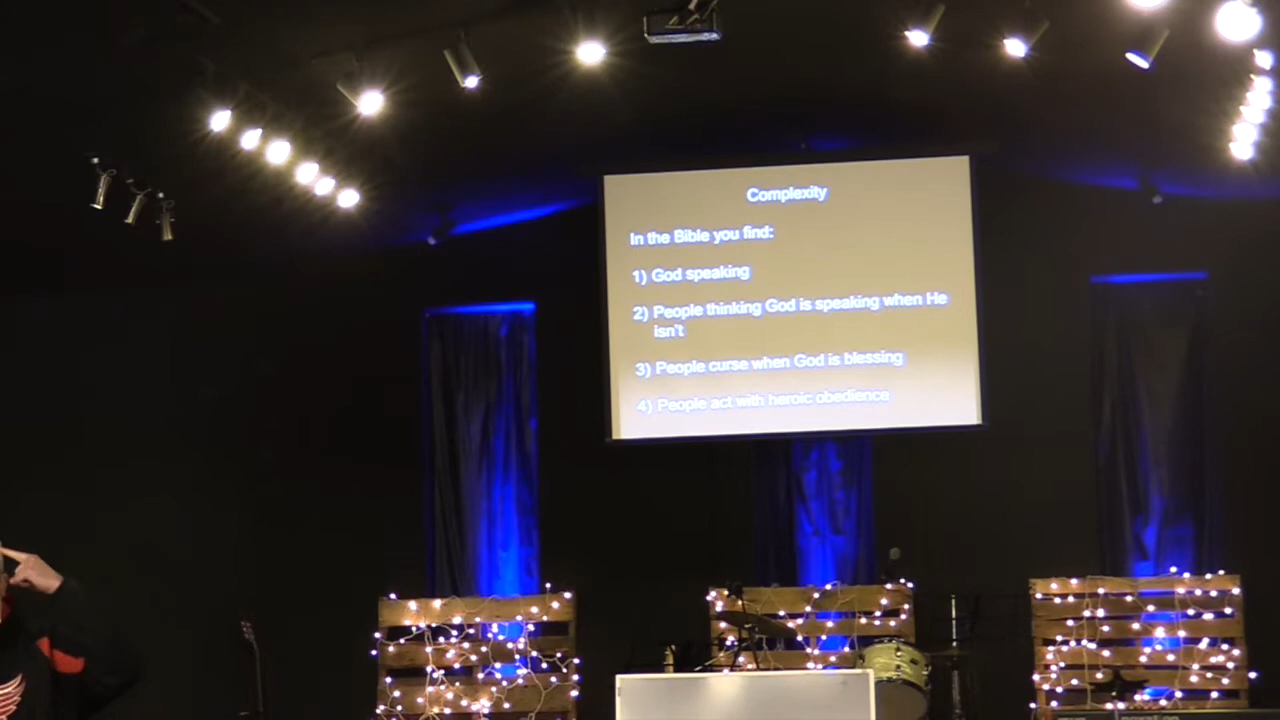 Complexity
In the Bible you find:
1) God speaking
2) People thinking God is speaking when He
isn't
3) People curse when God is blessing
4) People act with heroic obedience